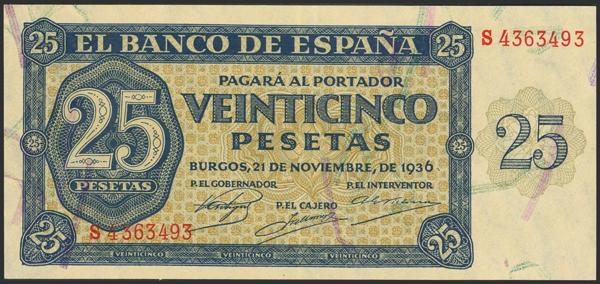 25 EL BANCO DE ESPAÑA 25
S 4363493
PAGARÁ AL PORTADOR
VEINTICINCO
PESETAS
25
PESETAS
25
BURGOS, 21 DE NOVIEMBRE, DE 1936
P. EL GOBERNADOR P. EL CAJERO P. EL INTERVENTOR
S 4363493
25 25
VEINTICINCO VEINTICINCO VEINTICINCO